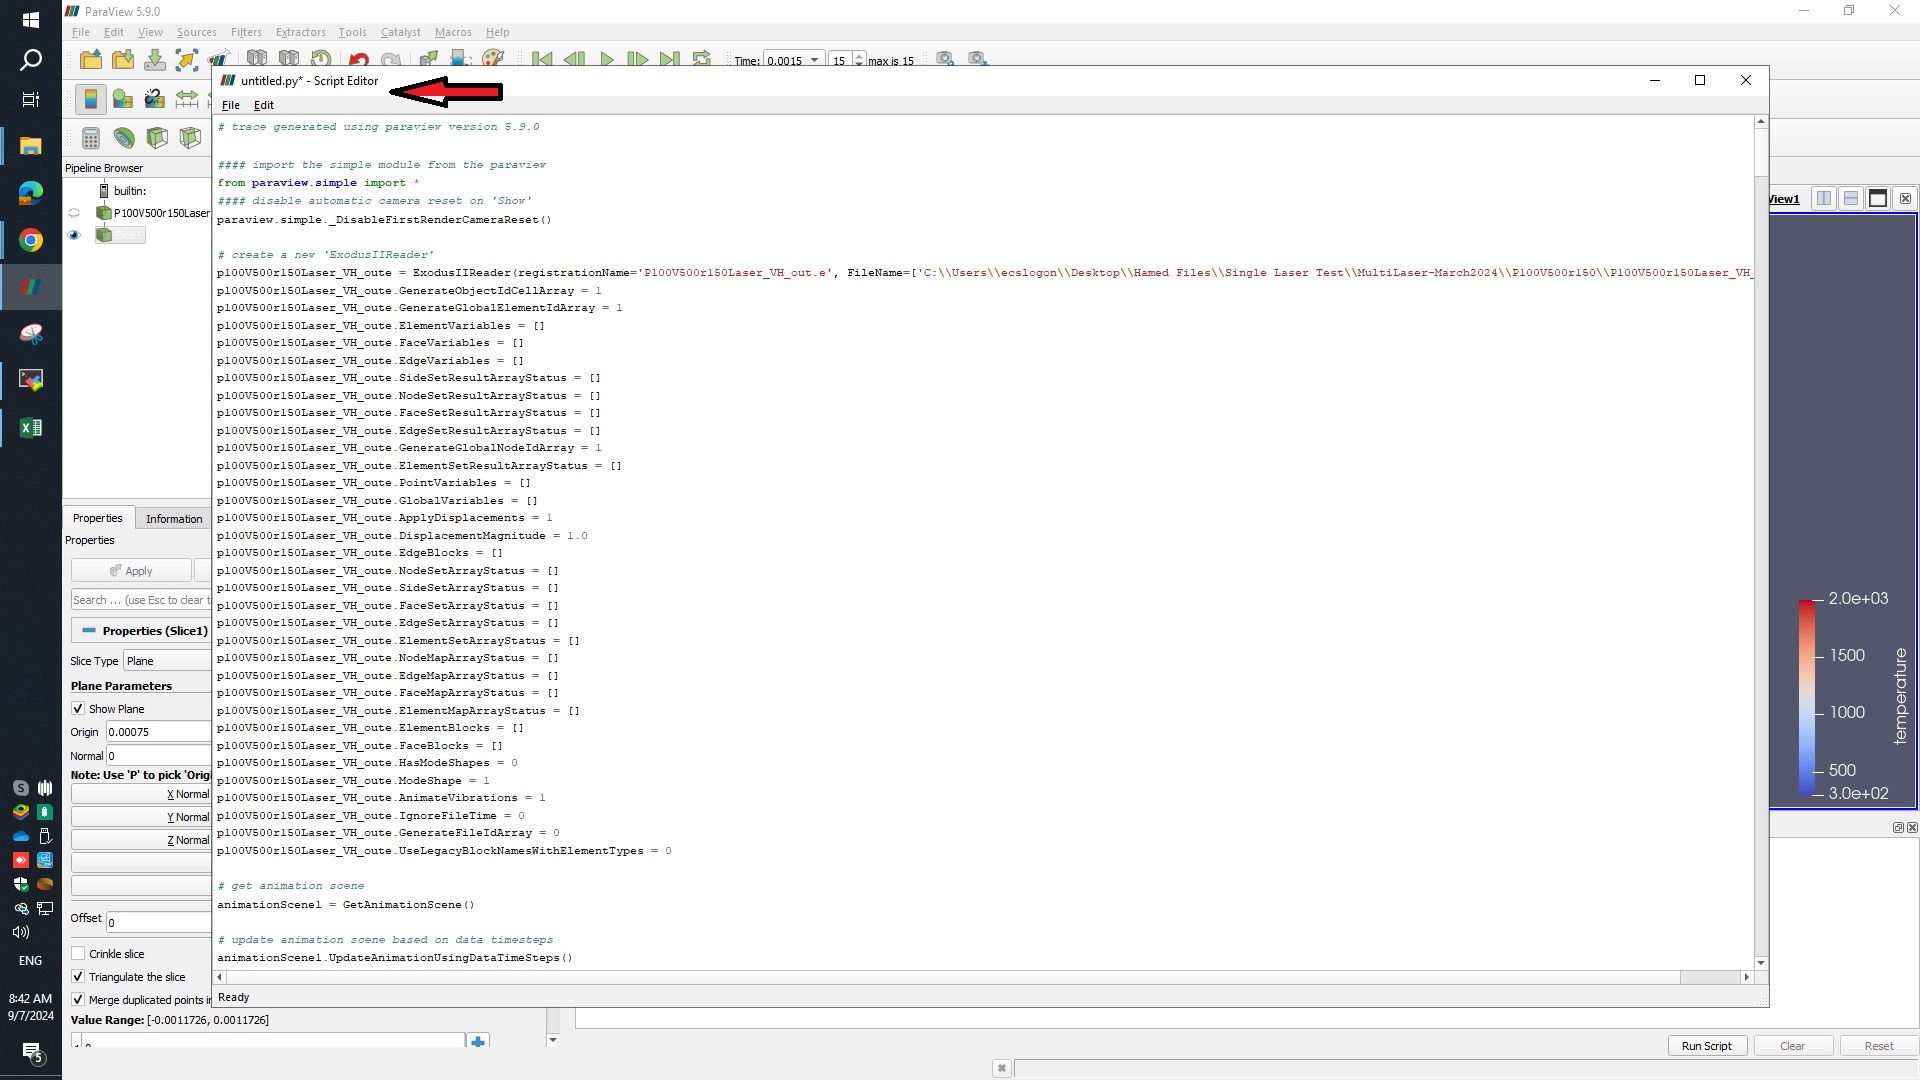 ParaView 5.9.0
File Edit View Sources Filters Extractors Tools Catalyst Macros Help
Time: 0.0015 15 max is 15
untitled.py* - Script Editor
File Edit
# trace generated using paraview version 5.9.0
#### import the simple module from the paraview
from paraview.simple import *
#### disable automatic camera reset on 'Show'
paraview.simple._DisableFirstRenderCameraReset()
# create a new 'ExodusIIReader'
p100V500r150Laser_VH_oute = ExodusIIReader(registrationName='P100V500r150Laser_VH_out.e', FileName=['C:\\Users\\ecslogon\\Desktop\\Hamed Files\\Single Laser Test\\MultiLaser-March2024\\P100V500r150\\P100V500r150Laser_VH_
p100V500r150Laser_VH_oute.GenerateObjectIdCellArray = 1
p100V500r150Laser_VH_oute.GenerateGlobalElementIdArray = 1
p100V500r150Laser_VH_oute.ElementVariables = []
p100V500r150Laser_VH_oute.FaceVariables = []
p100V500r150Laser_VH_oute.EdgeVariables = []
p100V500r150Laser_VH_oute.SideSetResultArrayStatus = []
p100V500r150Laser_VH_oute.NodeSetResultArrayStatus = []
p100V500r150Laser_VH_oute.FaceSetResultArrayStatus = []
p100V500r150Laser_VH_oute.EdgeSetResultArrayStatus = []
p100V500r150Laser_VH_oute.GenerateGlobalNodeIdArray = 1
p100V500r150Laser_VH_oute.ElementSetResultArrayStatus = []
p100V500r150Laser_VH_oute.PointVariables = []
p100V500r150Laser_VH_oute.GlobalVariables = []
p100V500r150Laser_VH_oute.ApplyDisplacements = 1
p100V500r150Laser_VH_oute.DisplacementMagnitude = 1.0
p100V500r150Laser_VH_oute.EdgeBlocks = []
p100V500r150Laser_VH_oute.NodeSetArrayStatus = []
p100V500r150Laser_VH_oute.SideSetArrayStatus = []
p100V500r150Laser_VH_oute.FaceSetArrayStatus = []
p100V500r150Laser_VH_oute.EdgeSetArrayStatus = []
p100V500r150Laser_VH_oute.ElementSetArrayStatus = []
p100V500r150Laser_VH_oute.NodeMapArrayStatus = []
p100V500r150Laser_VH_oute.EdgeMapArrayStatus = []
p100V500r150Laser_VH_oute.FaceMapArrayStatus = []
p100V500r150Laser_VH_oute.ElementMapArrayStatus = []
p100V500r150Laser_VH_oute.ElementBlocks = []
p100V500r150Laser_VH_oute.FaceBlocks = []
p100V500r150Laser_VH_oute.HasModeShapes = 0
p100V500r150Laser_VH_oute.ModeShape = 1
p100V500r150Laser_VH_oute.AnimateVibrations = 1
p100V500r150Laser_VH_oute.IgnoreFileTime = 0
p100V500r150Laser_VH_oute.GenerateFileIdArray = 0
p100V500r150Laser_VH_oute.UseLegacyBlockNamesWithElementTypes = 0
# get animation scene
animationScene1 = GetAnimationScene()
# update animation scene based on data timesteps
animationScene1.UpdateAnimationUsingDataTimeSteps()
Ready
Pipeline Browser
builtin:
P100V500r150Laser
Properties Information
Properties
Apply
Search ... (use Esc to clear t
Properties (Slice1)
Slice Type Plane
Plane Parameters
Show Plane
Origin 0.00075
Normal 0
Note: Use 'P' to pick 'Orig
X Normal
Y Normal
Z Normal
Offset 0
Crinkle slice
Triangulate the slice
Merge duplicated points i
Value Range: [-0.0011726, 0.0011726]
View1
2.0e+03
1500
1000
500
3.0e+02
temperature
Run Script Clear Reset
ENG
8:42 AM
9/7/2024
5